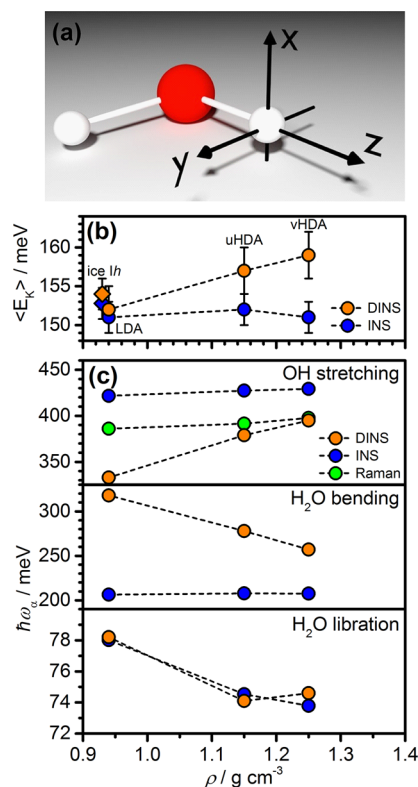 (a)
X
y
z
(b)
<E_K> / meV
160
155
150
ice Ih
LDA
uHDA
vHDA
DINS
INS
(c)
OH stretching
450
400
350
DINS
INS
Raman
H₂O bending
300
250
200
ħω_α / meV
H₂O libration
78
76
74
72
0.9 1.0 1.1 1.2 1.3 1.4
ρ / g cm⁻³